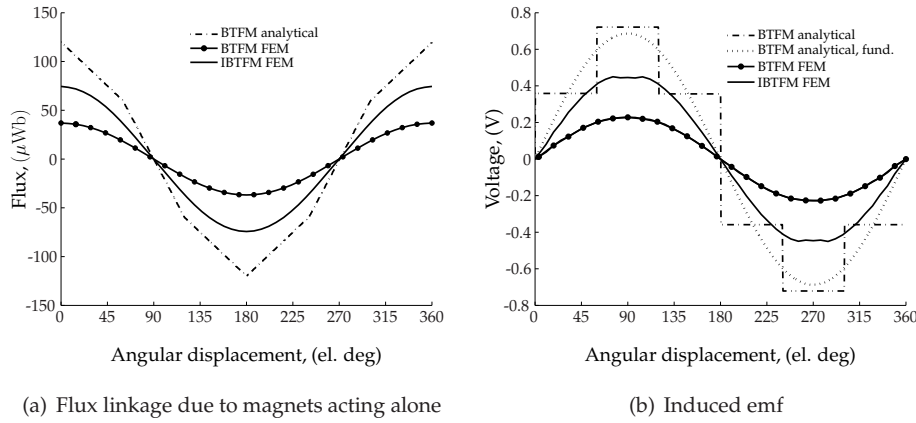 150
100
50
0
-50
-100
-150
0 45 90 135 180 225 270 315 360
Flux, (μWb)
Angular displacement, (el. deg)
BTFM analytical
BTFM FEM
IBTFM FEM
(a) Flux linkage due to magnets acting alone
0.8
0.6
0.4
0.2
0
-0.2
-0.4
-0.6
-0.8
0 45 90 135 180 225 270 315 360
Voltage, (V)
Angular displacement, (el. deg)
BTFM analytical
BTFM analytical, fund.
BTFM FEM
IBTFM FEM
(b) Induced emf